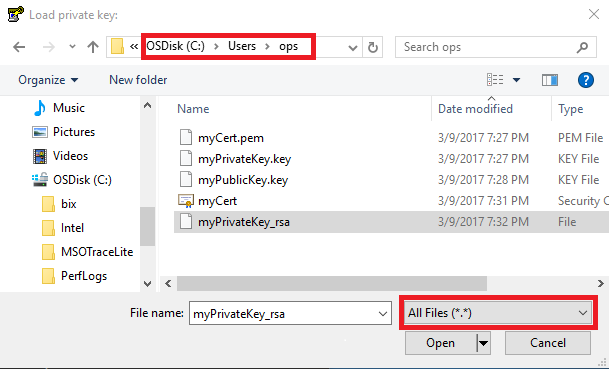 Load private key:
« OSDisk (C:) > Users > ops
Search ops
Organize
New folder
Name
Date modified
Type
Music
Pictures
Videos
OSDisk (C:)
bix
Intel
MSOTraceLite
PerfLogs
myCert.pem 3/9/2017 7:27 PM PEM File
myPrivateKey.key 3/9/2017 7:27 PM KEY File
myPublicKey.key 3/9/2017 7:28 PM KEY File
myCert 3/9/2017 7:31 PM Security C
myPrivateKey_rsa 3/9/2017 7:32 PM File
File name: myPrivateKey_rsa
All Files (*.*)
Open
Cancel